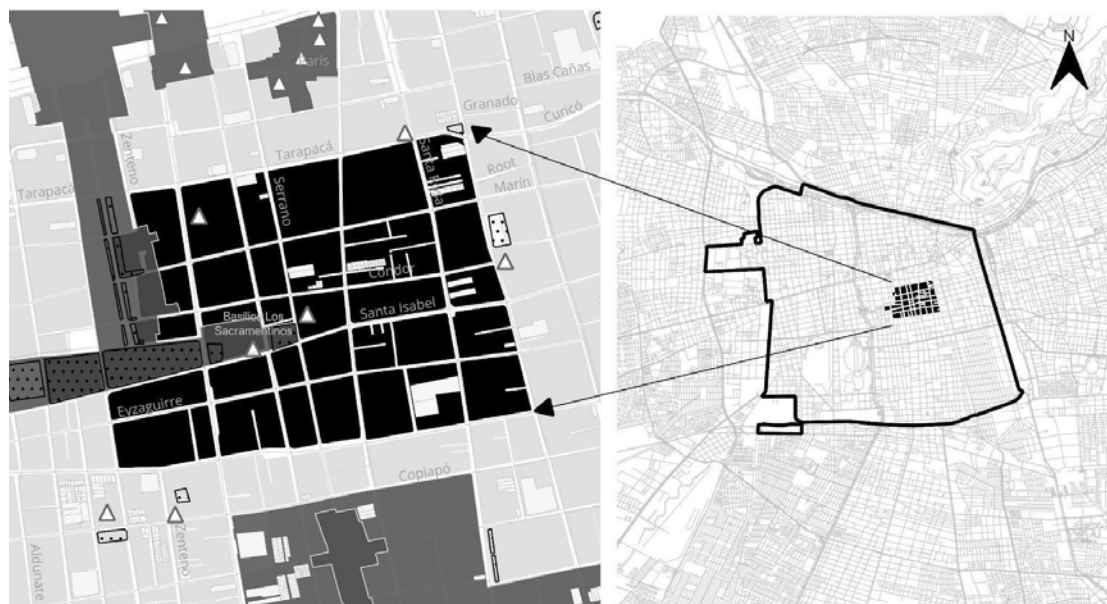 París
Blas Cañas
Granado
Curicó
Zenteno
Tarapacá
Tarapacá
Santa Rosa
Root
Marín
Serrano
Condor
Santa Isabel
Basílica Los
Sacramentinos
Eyzaguirre
Copiapó
Zenteno
Aldunate
N